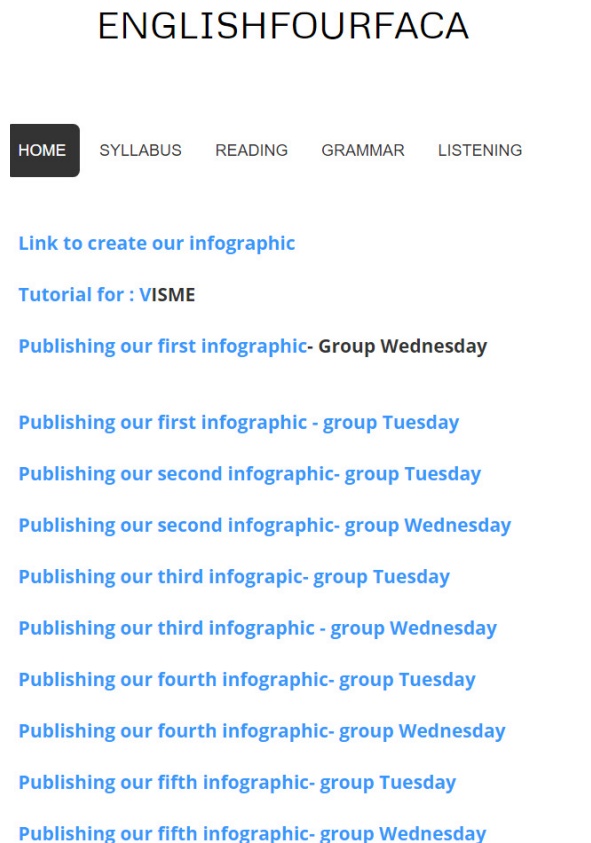 ENGLISHFOURFACA
HOME SYLLABUS READING GRAMMAR LISTENING
Link to create our infographic
Tutorial for : VISME
Publishing our first infographic- Group Wednesday
Publishing our first infographic - group Tuesday
Publishing our second infographic- group Tuesday
Publishing our second infographic- group Wednesday
Publishing our third infograpic- group Tuesday
Publishing our third infographic - group Wednesday
Publishing our fourth infographic- group Tuesday
Publishing our fourth infographic- group Wednesday
Publishing our fifth infographic- group Tuesday
Publishing our fifth infographic- group Wednesday